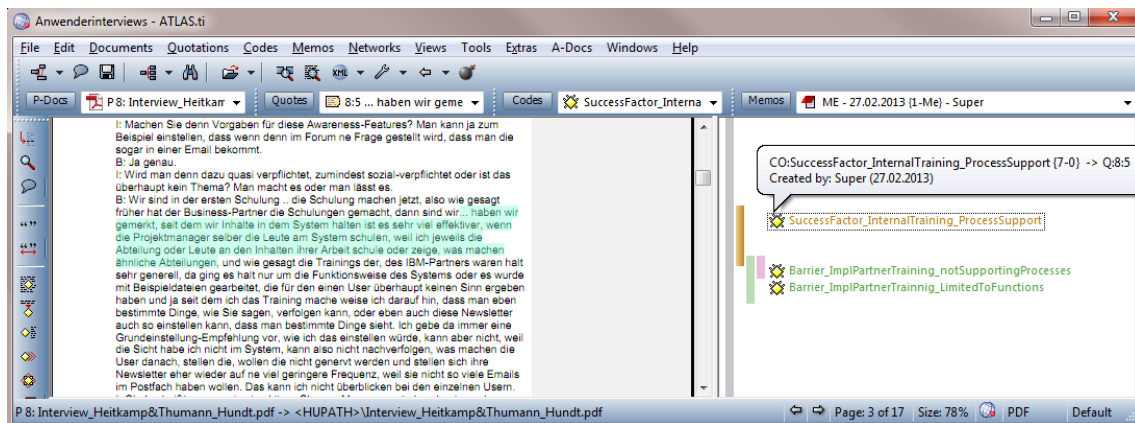 Anwenderinterviews - ATLAS.ti
File Edit Documents Quotations Codes Memos Networks Views Tools Extras A-Docs Windows Help
XML
P-Docs P 8: Interview_Heitkam Quotes 8:5 ... haben wir geme Codes SuccessFactor_Interna Memos ME - 27.02.2013 {1-Me} - Super
I: Machen Sie denn Vorgaben für diese Awareness-Features? Man kann ja zum
Beispiel einstellen, dass wenn denn im Forum ne Frage gestellt wird, dass man die
sogar in einer Email bekommt.
B: Ja genau.
I: Wird man denn dazu quasi verpflichtet, zumindest sozial-verpflichtet oder ist das
überhaupt kein Thema? Man macht es oder man lässt es.
B: Wir sind in der ersten Schulung .. die Schulung machen jetzt, also wie gesagt
früher hat der Business-Partner die Schulungen gemacht, dann sind wir... haben wir
gemerkt, seit dem wir Inhalte in dem System halten ist es sehr viel effektiver, wenn
die Projektmanager selber die Leute am System schulen, weil ich jeweils die
Abteilung oder Leute an den Inhalten ihrer Arbeit schule oder zeige, was machen
ähnliche Abteilungen, und wie gesagt die Trainings der, des IBM-Partners waren halt
sehr generell, da ging es halt nur um die Funktionsweise des Systems oder es wurde
mit Beispieldateien gearbeitet, die für den einen User überhaupt keinen Sinn ergeben
haben und ja seit dem ich das Training mache weise ich darauf hin, dass man eben
bestimmte Dinge, wie Sie sagen, verfolgen kann, oder eben auch diese Newsletter
auch so einstellen kann, dass man bestimmte Dinge sieht. Ich gebe da immer eine
Grundeinstellung-Empfehlung vor, wie ich das einstellen würde, kann aber nicht, weil
die Sicht habe ich nicht im System, kann also nicht nachverfolgen, was machen die
User danach, stellen die, wollen die nicht genervt werden und stellen sich ihre
Newsletter eher wieder auf ne viel geringere Frequenz, weil sie nicht so viele Emails
im Postfach haben wollen. Das kann ich nicht überblicken bei den einzelnen Usern.
CO:SuccessFactor_InternalTraining_ProcessSupport {7-0} -> Q:8:5
Created by: Super (27.02.2013)
SuccessFactor_InternalTraining_ProcessSupport
Barrier_ImplPartnerTraining_notSupportingProcesses
Barrier_ImplPartnerTrainnig_LimitedToFunctions
P 8: Interview_Heitkamp&Thumann_Hundt.pdf -> <HUPATH>\Interview_Heitkamp&Thumann_Hundt.pdf Page: 3 of 17 Size: 78% PDF Default